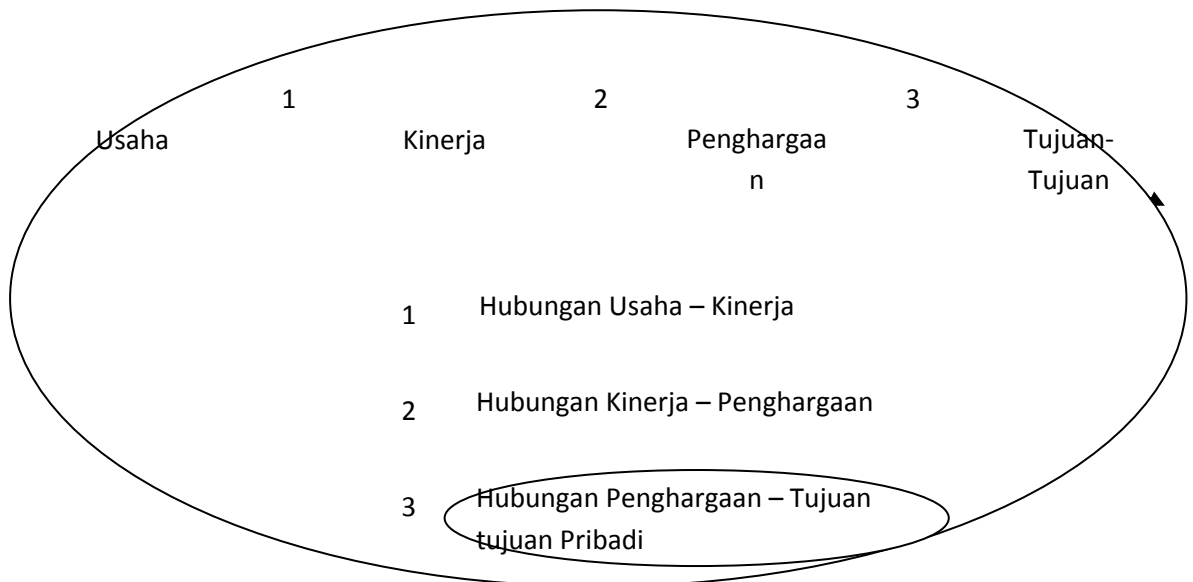 1 2 3
Usaha Kinerja Penghargaa Tujuan-
n Tujuan
1 Hubungan Usaha – Kinerja
2 Hubungan Kinerja – Penghargaan
3 Hubungan Penghargaan – Tujuan
tujuan Pribadi